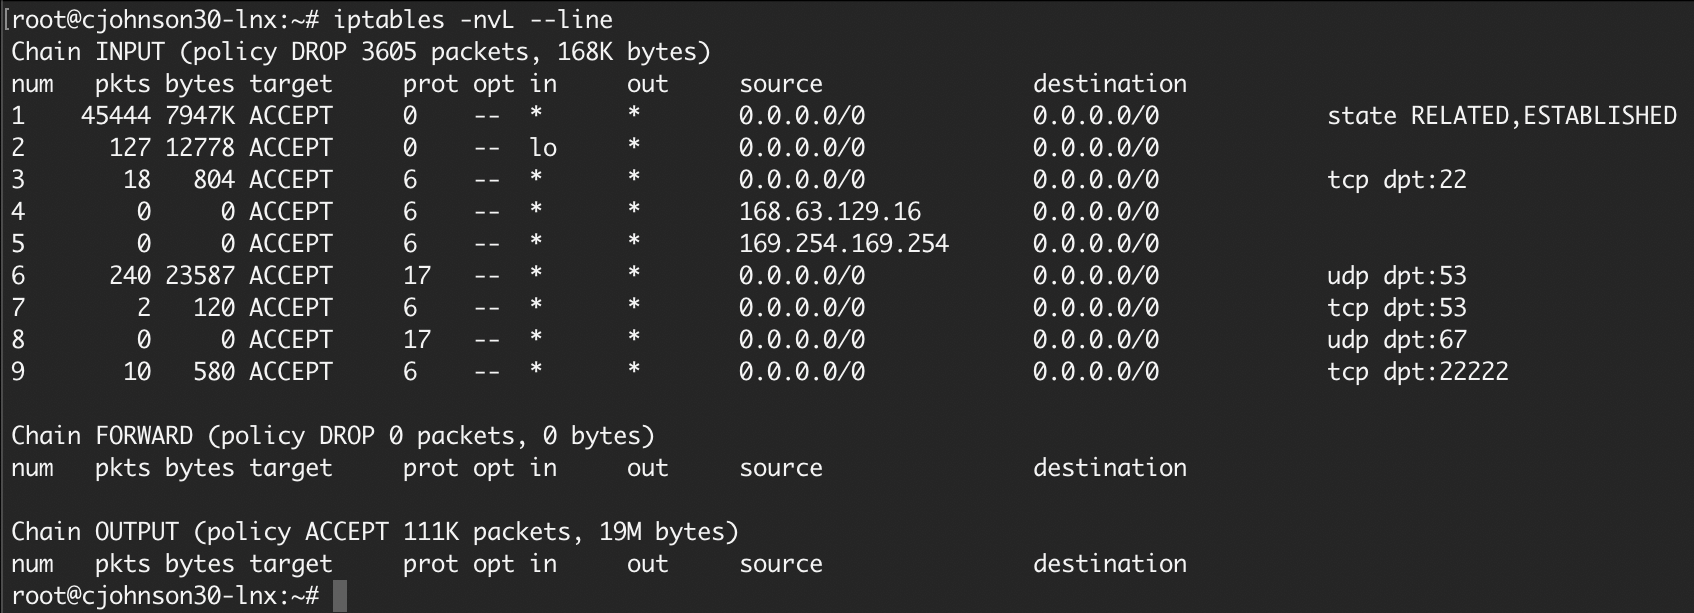 [root@cjohnson30-lnx:~# iptables -nvL --line
Chain INPUT (policy DROP 3605 packets, 168K bytes)
num   pkts bytes target     prot opt in     out     source               destination
1    45444 7947K ACCEPT     0    --  *      *       0.0.0.0/0            0.0.0.0/0            state RELATED,ESTABLISHED
2      127 12778 ACCEPT     0    --  lo     *       0.0.0.0/0            0.0.0.0/0
3       18   804 ACCEPT     6    --  *      *       0.0.0.0/0            0.0.0.0/0            tcp dpt:22
4        0     0 ACCEPT     6    --  *      *       168.63.129.16        0.0.0.0/0
5        0     0 ACCEPT     6    --  *      *       169.254.169.254      0.0.0.0/0
6      240 23587 ACCEPT     17   --  *      *       0.0.0.0/0            0.0.0.0/0            udp dpt:53
7        2   120 ACCEPT     6    --  *      *       0.0.0.0/0            0.0.0.0/0            tcp dpt:53
8        0     0 ACCEPT     17   --  *      *       0.0.0.0/0            0.0.0.0/0            udp dpt:67
9       10   580 ACCEPT     6    --  *      *       0.0.0.0/0            0.0.0.0/0            tcp dpt:22222

Chain FORWARD (policy DROP 0 packets, 0 bytes)
num   pkts bytes target     prot opt in     out     source               destination

Chain OUTPUT (policy ACCEPT 111K packets, 19M bytes)
num   pkts bytes target     prot opt in     out     source               destination
root@cjohnson30-lnx:~#